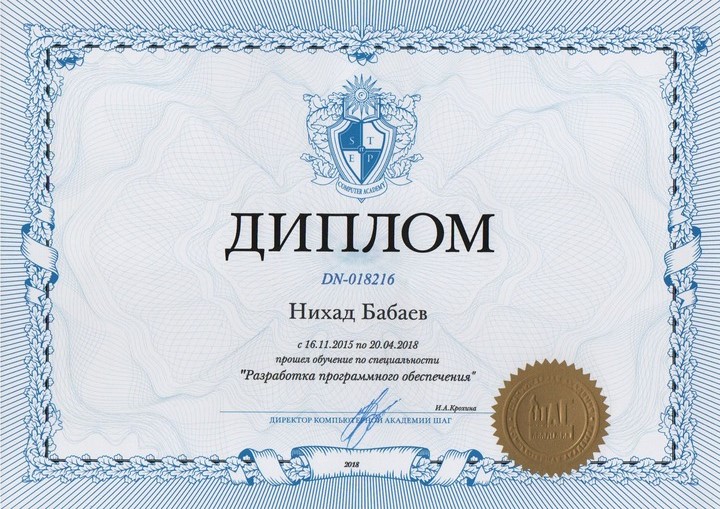 S T
E P
COMPUTER ACADEMY
ДИПЛОМ
DN-018216
Нихад Бабаев
с 16.11.2015 по 20.04.2018
прошел обучение по специальности
"Разработка программного обеспечения"
И.А.Крохина
ДИРЕКТОР КОМПЬЮТЕРНОЙ АКАДЕМИИ ШАГ
ШАГ
2018